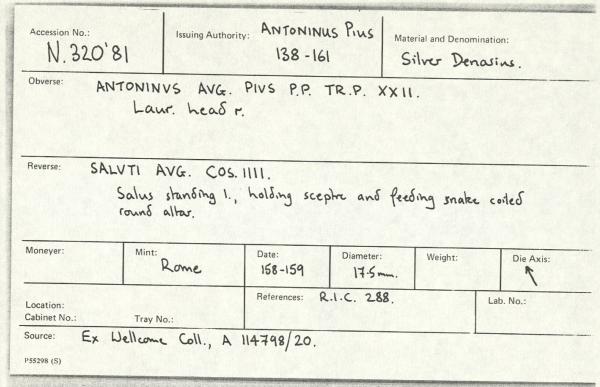 Accession No.: N.320'81
Issuing Authority: ANTONINUS PIUS 138-161
Material and Denomination: Silver Denarius.
Obverse: ANTONINVS AVG. PIVS P.P. TR.P. XXII.
Laur. head r.
Reverse: SALVTI AVG. COS. IIII.
Salus standing l., holding sceptre and feeding snake coiled
round altar.
Moneyer:
Mint: Rome
Date: 158-159
Diameter: 17.5mm.
Weight:
Die Axis: ↖
Location:
Cabinet No.: Tray No.:
References: R.I.C. 288.
Lab. No.:
Source: Ex Wellcome Coll., A 114798/20.
P55298 (S)